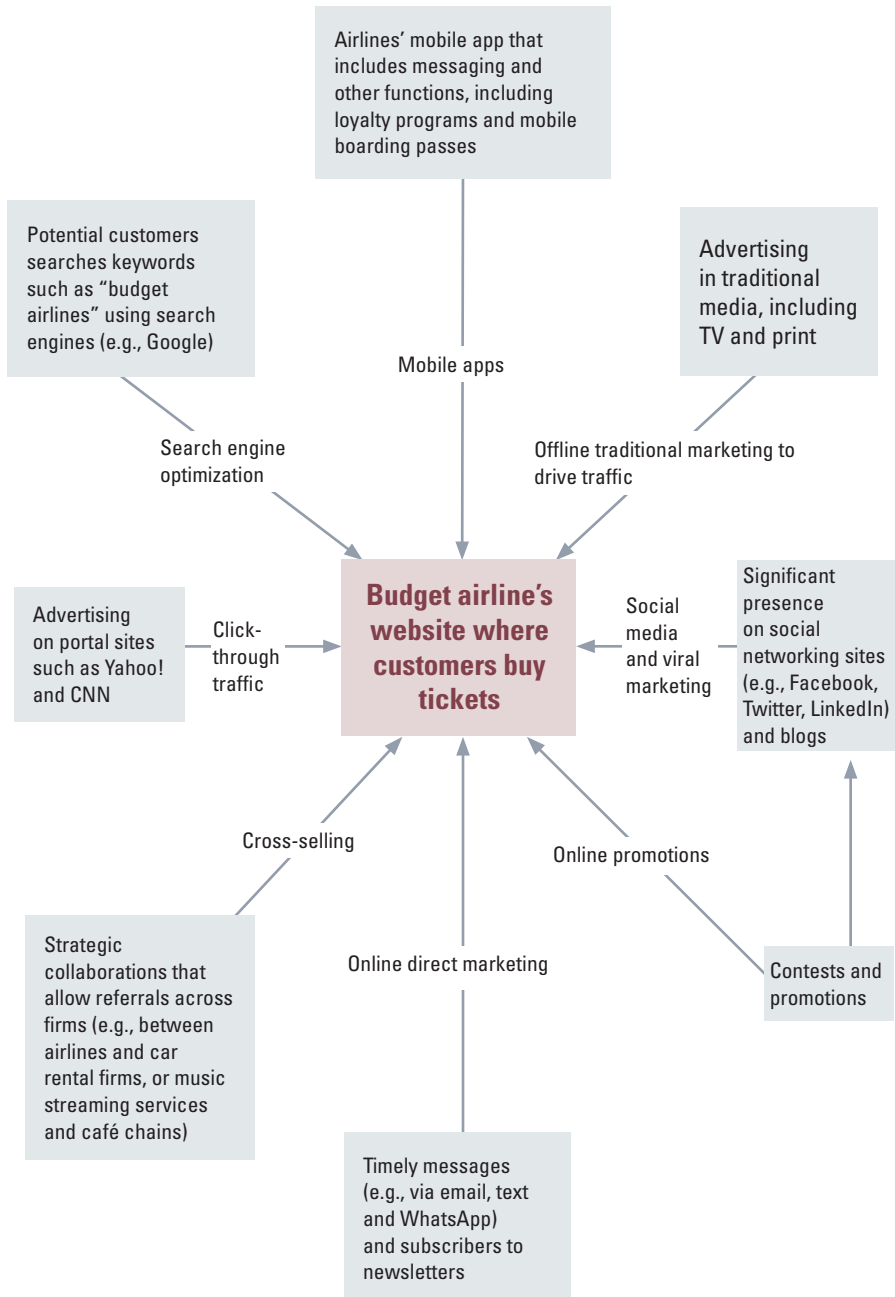 Airlines’ mobile app that
includes messaging and
other functions, including
loyalty programs and mobile
boarding passes
Potential customers
searches keywords
such as “budget
airlines” using search
engines (e.g., Google)
Advertising
in traditional
media, including
TV and print
Mobile apps
Search engine
optimization
Offline traditional marketing to
drive traffic
Advertising
on portal sites
such as Yahoo!
and CNN
Click-
through
traffic
Budget airline’s
website where
customers buy
tickets
Social
media
and viral
marketing
Significant
presence
on social
networking sites
(e.g., Facebook,
Twitter, LinkedIn)
and blogs
Cross-selling
Online promotions
Strategic
collaborations that
allow referrals across
firms (e.g., between
airlines and car
rental firms, or music
streaming services
and café chains)
Online direct marketing
Contests and
promotions
Timely messages
(e.g., via email, text
and WhatsApp)
and subscribers to
newsletters